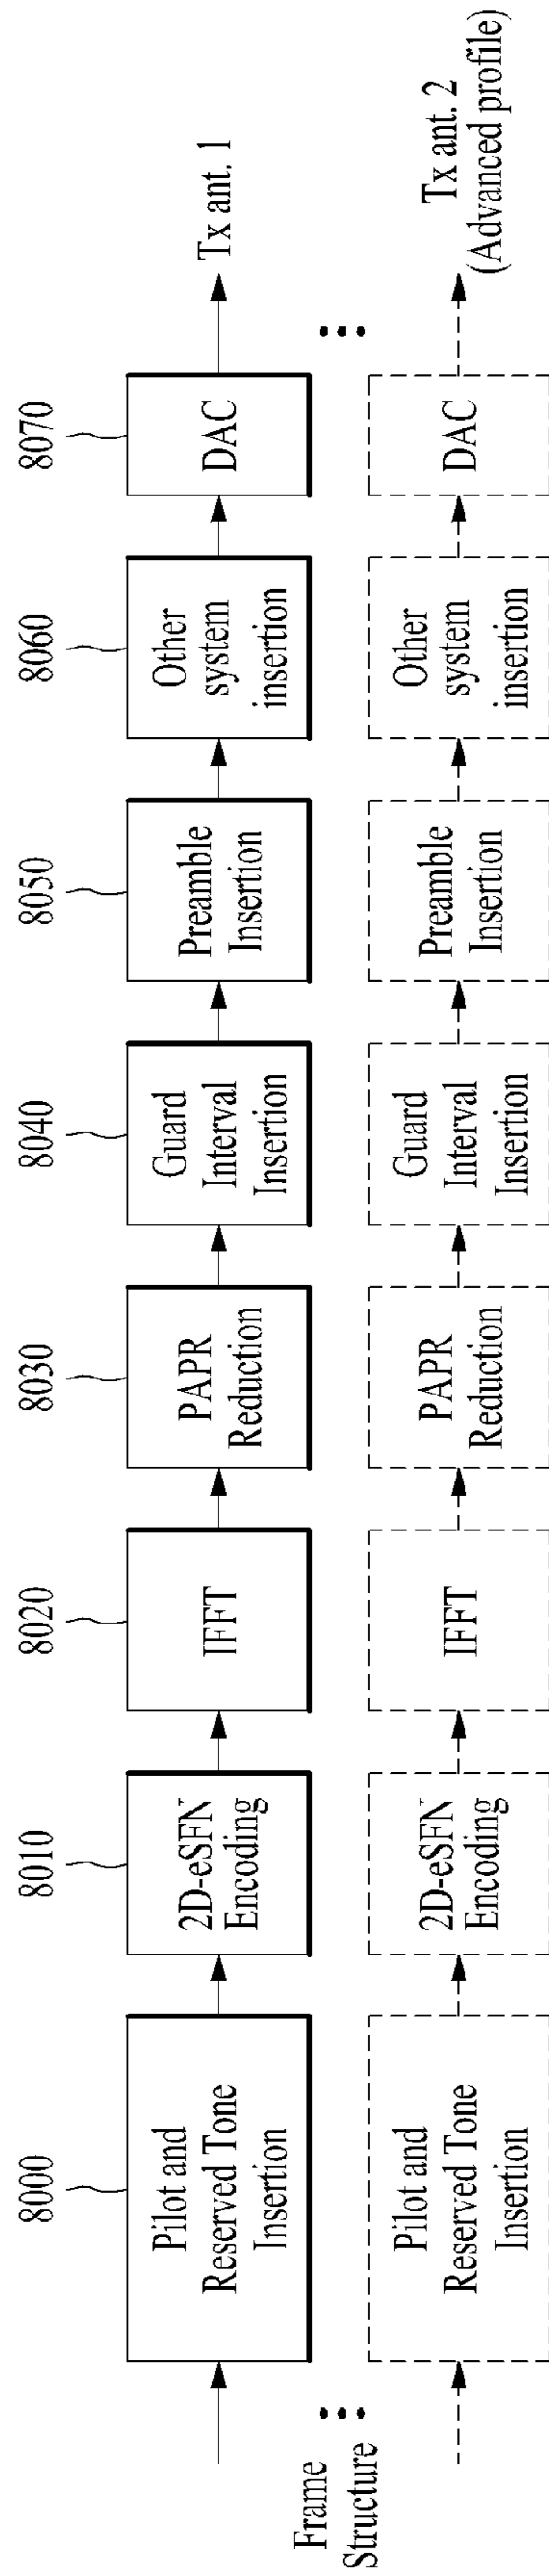 8000
8010
8020
8030
8040
8050
8060
8070
Pilot and
Reserved Tone
Insertion
2D-eSFN
Encoding
IFFT
PAPR
Reduction
Guard
Interval
Insertion
Preamble
Insertion
Other
system
insertion
DAC
Tx ant. 1
Frame
Structure
Pilot and
Reserved Tone
Insertion
2D-eSFN
Encoding
IFFT
PAPR
Reduction
Guard
Interval
Insertion
Preamble
Insertion
Other
system
insertion
DAC
Tx ant. 2
(Advanced profile)